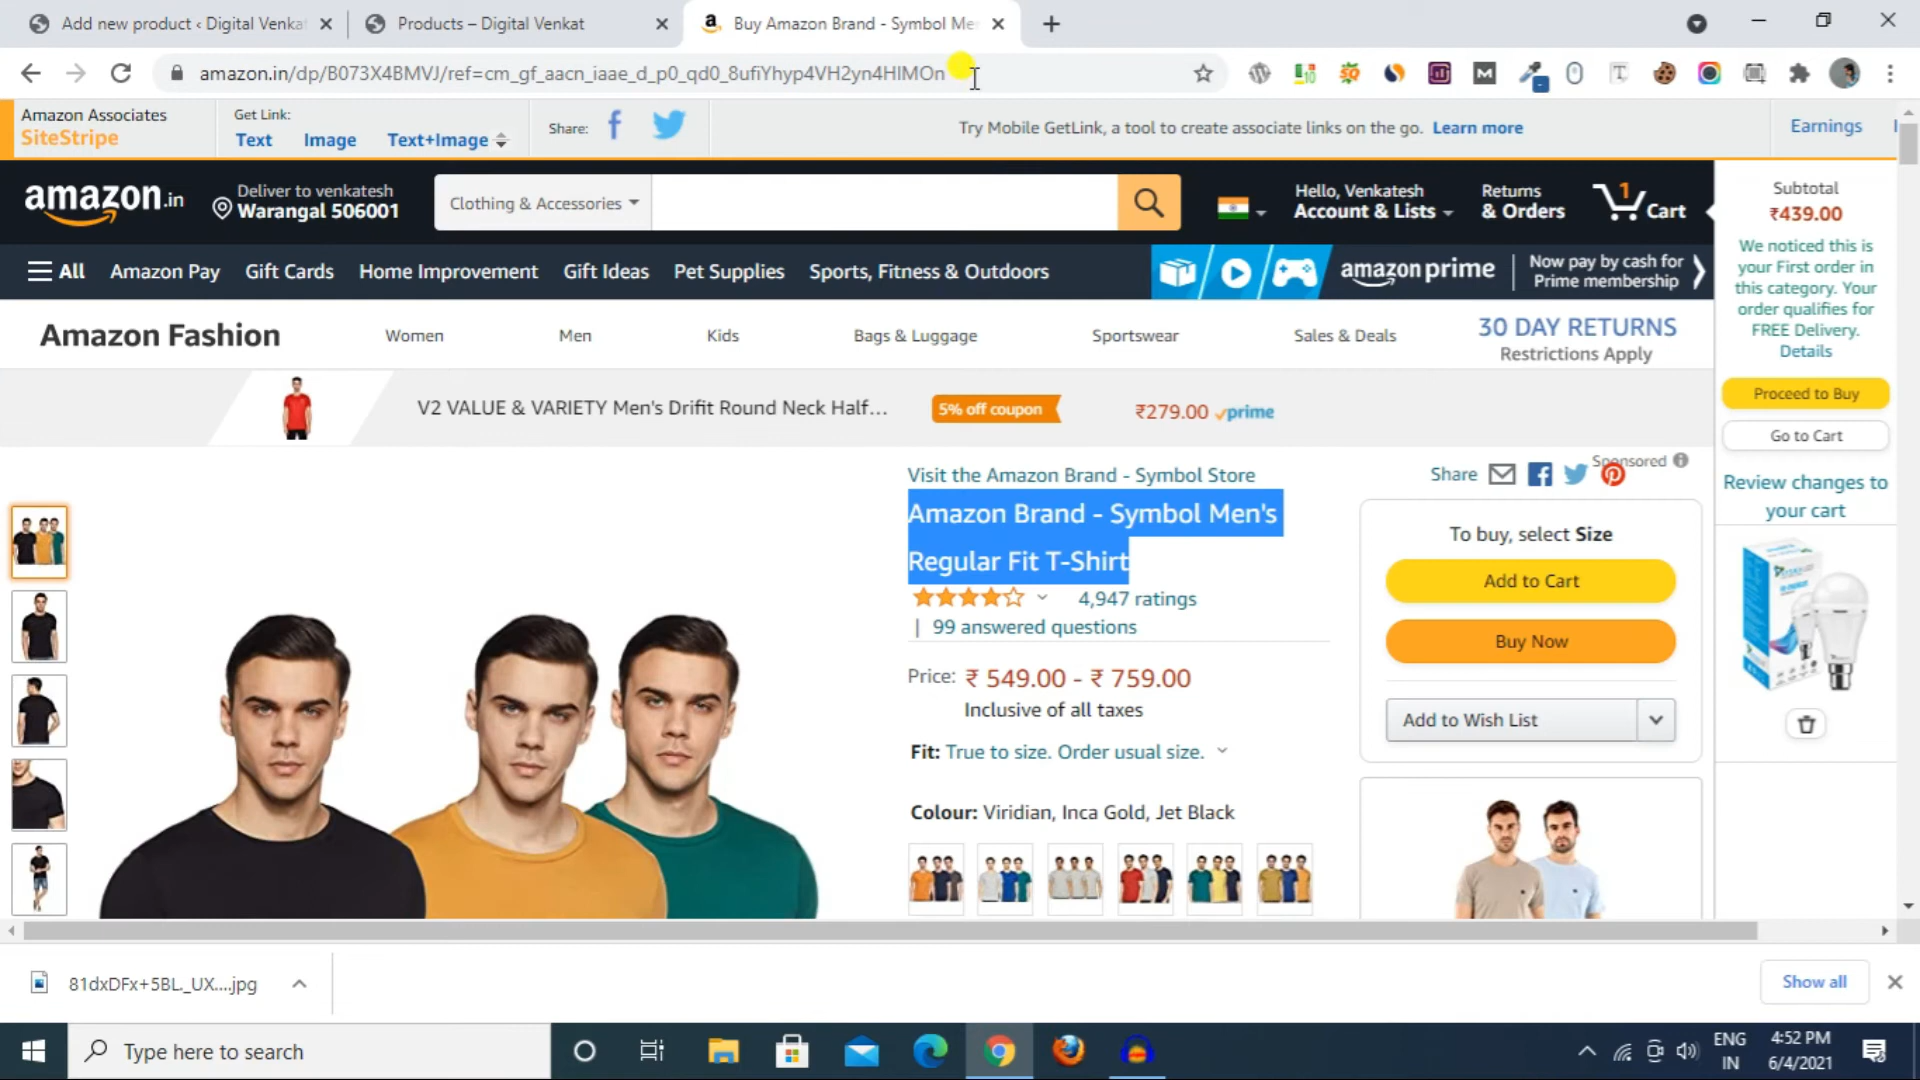 Add new product ‹ Digital Venka
Products – Digital Venkat
Buy Amazon Brand - Symbol Me
amazon.in/dp/B073X4BMVJ/ref=cm_gf_aacn_iaae_d_p0_qd0_8ufiYhyp4VH2yn4HIMOn
Amazon Associates
SiteStripe
Get Link:
Text Image Text+Image
Share:
Try Mobile GetLink, a tool to create associate links on the go. Learn more
Earnings
amazon.in
Deliver to venkatesh
Warangal 506001
Clothing & Accessories
Hello, Venkatesh
Account & Lists
Returns
& Orders
1
Cart
All Amazon Pay Gift Cards Home Improvement Gift Ideas Pet Supplies Sports, Fitness & Outdoors
amazon prime
Now pay by cash for
Prime membership
Amazon Fashion
Women Men Kids Bags & Luggage Sportswear Sales & Deals
30 DAY RETURNS
Restrictions Apply
V2 VALUE & VARIETY Men's Drifit Round Neck Half...
5% off coupon
₹279.00 prime
Sponsored
Visit the Amazon Brand - Symbol Store
Amazon Brand - Symbol Men's
Regular Fit T-Shirt
4,947 ratings
| 99 answered questions
Price: ₹ 549.00 - ₹ 759.00
Inclusive of all taxes
Fit: True to size. Order usual size.
Colour: Viridian, Inca Gold, Jet Black
Share
To buy, select Size
Add to Cart
Buy Now
Add to Wish List
Subtotal
₹439.00
We noticed this is
your First order in
this category. Your
order qualifies for
FREE Delivery.
Details
Proceed to Buy
Go to Cart
Review changes to
your cart
81dxDFx+5BL._UX....jpg
Show all
Type here to search
ENG
IN
4:52 PM
6/4/2021